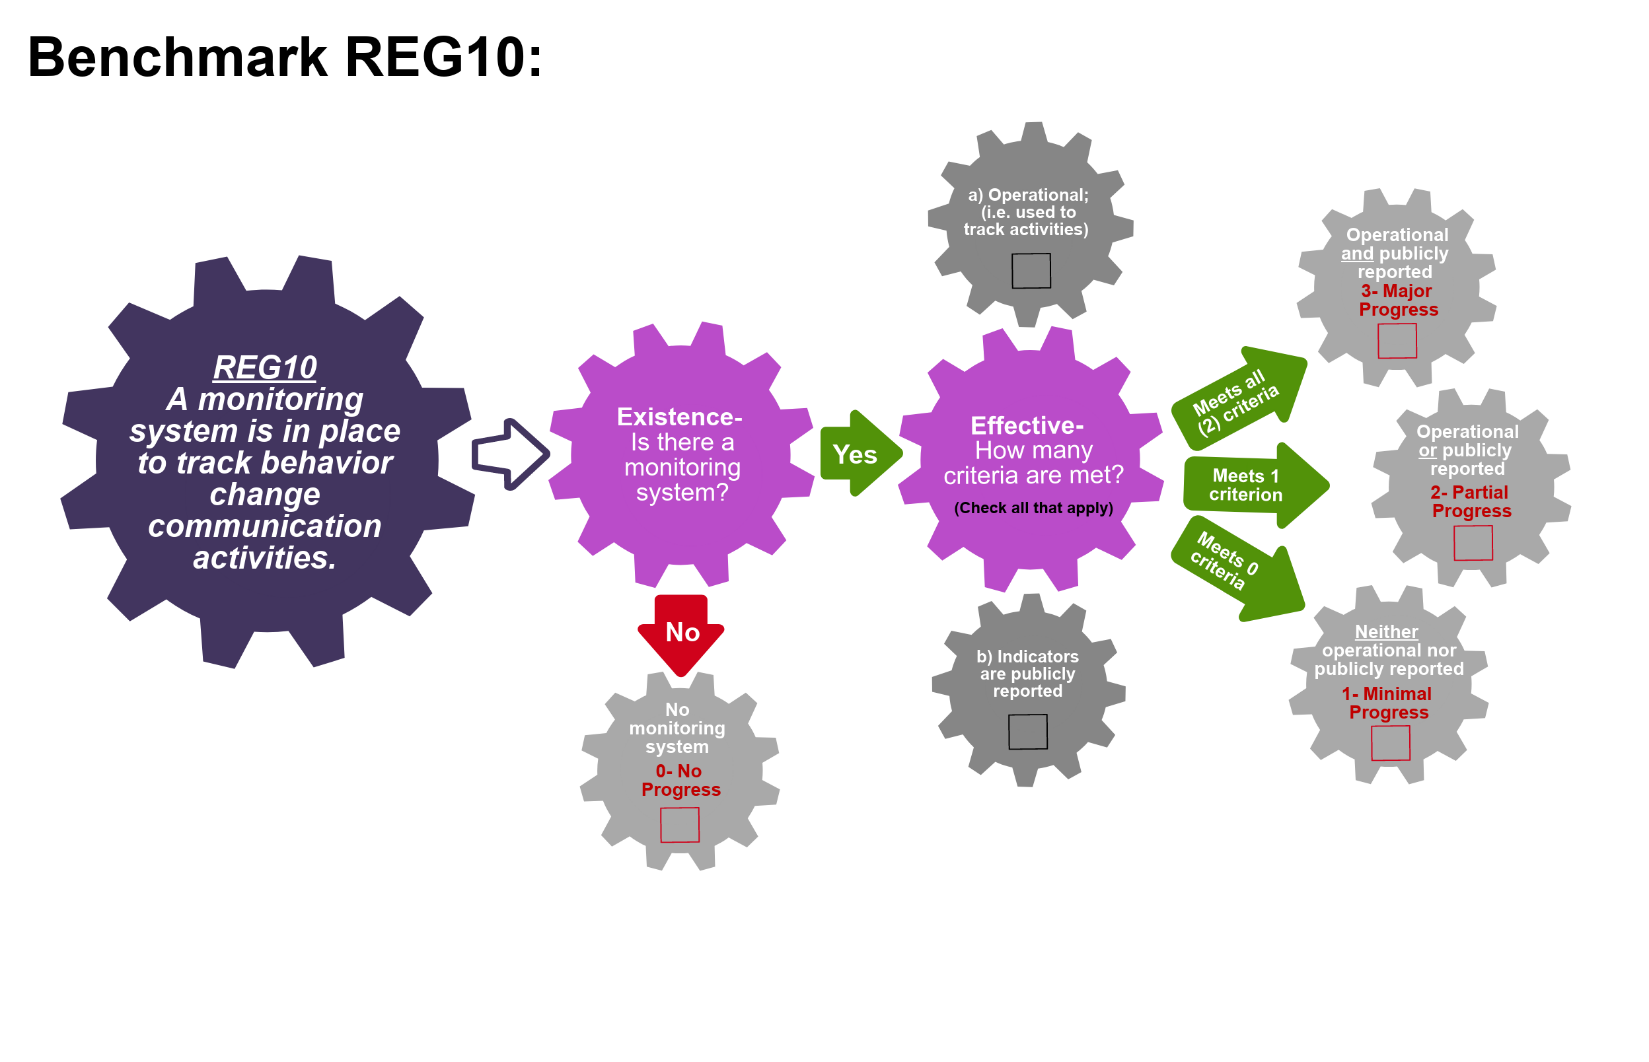 Benchmark REG10:
REG10
A monitoring
system is in place
to track behavior
change
communication
activities.
Existence-
Is there a
monitoring
system?
Yes
No
No
monitoring
system
0- No
Progress
a) Operational;
(i.e. used to
track activities)
Effective-
How many
criteria are met?
(Check all that apply)
b) Indicators
are publicly
reported
Meets all
(2) criteria
Meets 1
criterion
Meets 0
criteria
Operational
and publicly
reported
3- Major
Progress
Operational
or publicly
reported
2- Partial
Progress
Neither
operational nor
publicly reported
1- Minimal
Progress